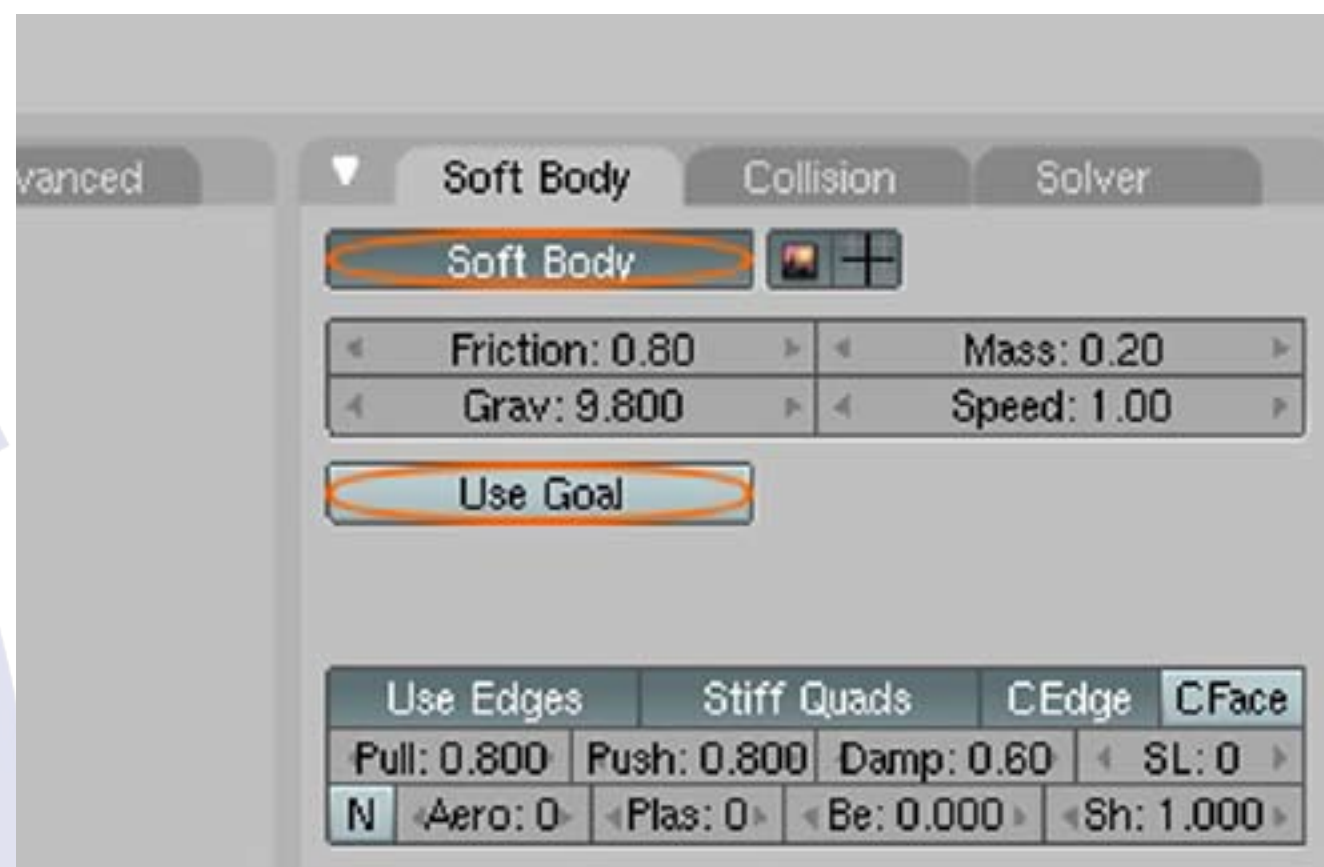 vanced
Soft Body Collision Solver
Soft Body
Friction: 0.80 Mass: 0.20
Grav: 9.800 Speed: 1.00
Use Goal
Use Edges Stiff Quads CEdge CFace
Pull: 0.800 Push: 0.800 Damp: 0.60 SL: 0
N Aero: 0 Plas: 0 Be: 0.000 Sh: 1.000